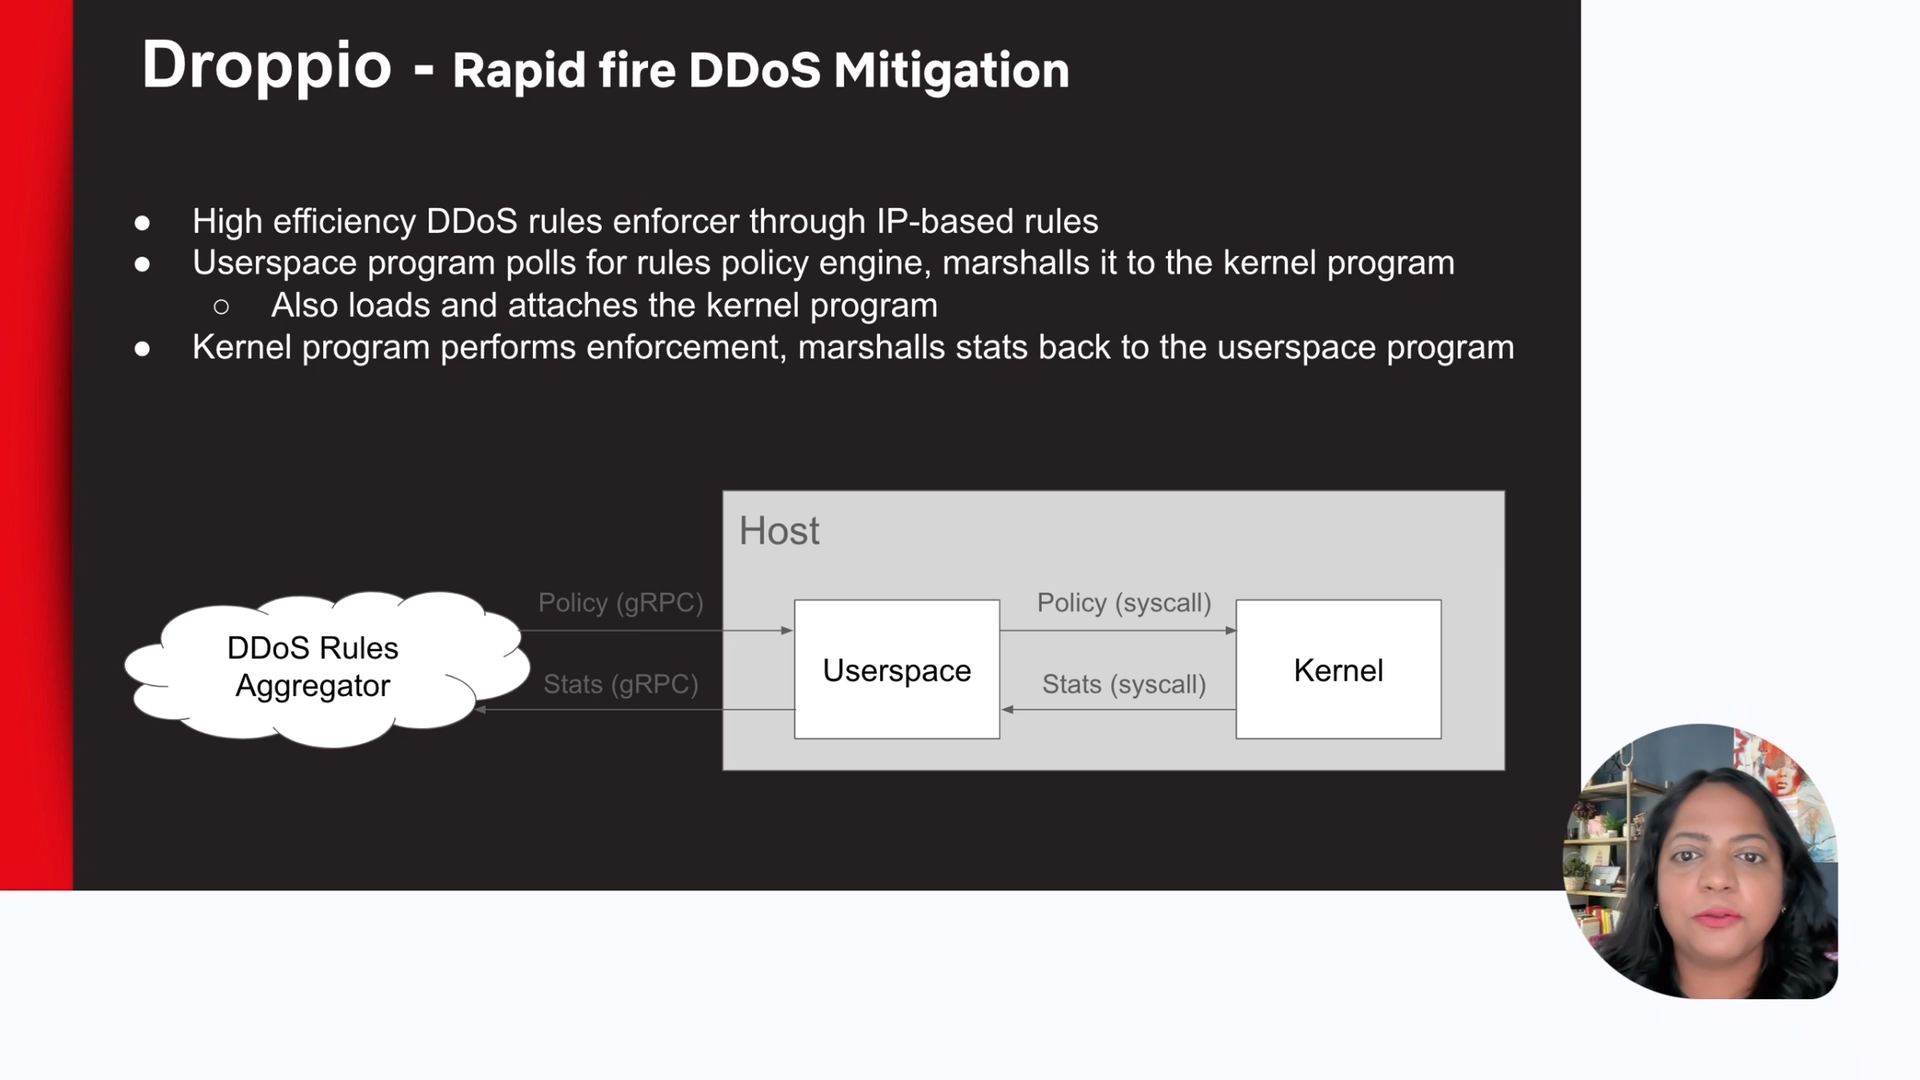 Droppio - Rapid fire DDoS Mitigation
● High efficiency DDoS rules enforcer through IP-based rules
● Userspace program polls for rules policy engine, marshalls it to the kernel program
○ Also loads and attaches the kernel program
● Kernel program performs enforcement, marshalls stats back to the userspace program
Host
Policy (gRPC)
Policy (syscall)
DDoS Rules
Aggregator
Userspace
Kernel
Stats (gRPC)
Stats (syscall)